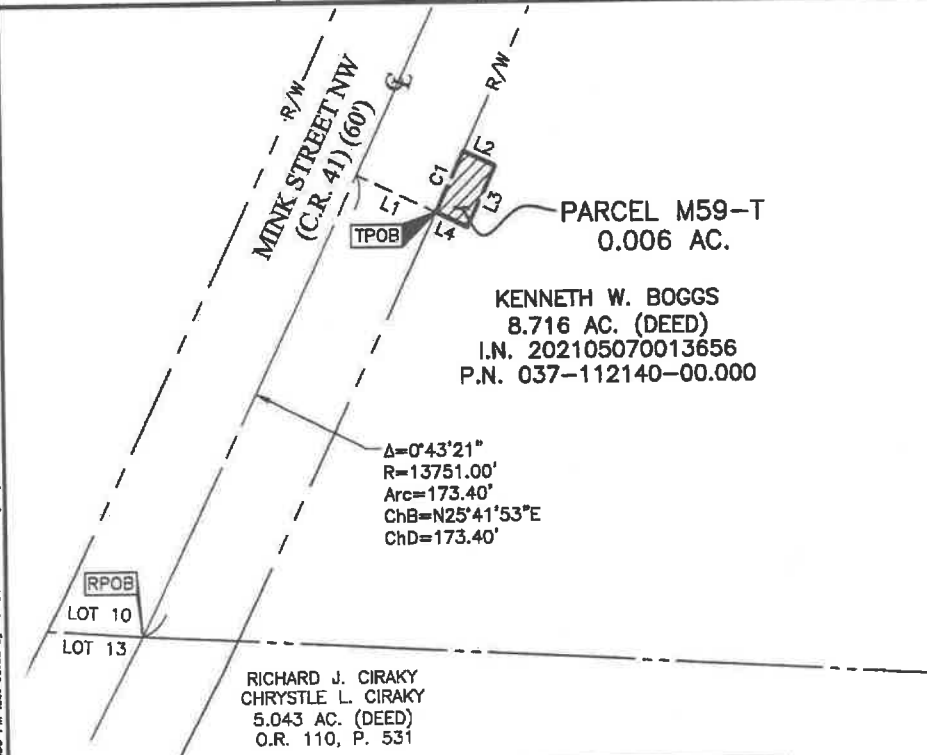 R/W
MINK STREET NW
(C.R. 41) (60')
R/W
C1
L2
L3
L1
L4
TPOB
PARCEL M59-T
0.006 AC.
KENNETH W. BOGGS
8.716 AC. (DEED)
I.N. 202105070013656
P.N. 037-112140-00.000
Δ=0°43'21"
R=13751.00'
Arc=173.40'
ChB=N25°41'53"E
ChD=173.40'
RPOB
LOT 10
LOT 13
RICHARD J. CIRAKY
CHRYSTLE L. CIRAKY
5.043 AC. (DEED)
O.R. 110, P. 531